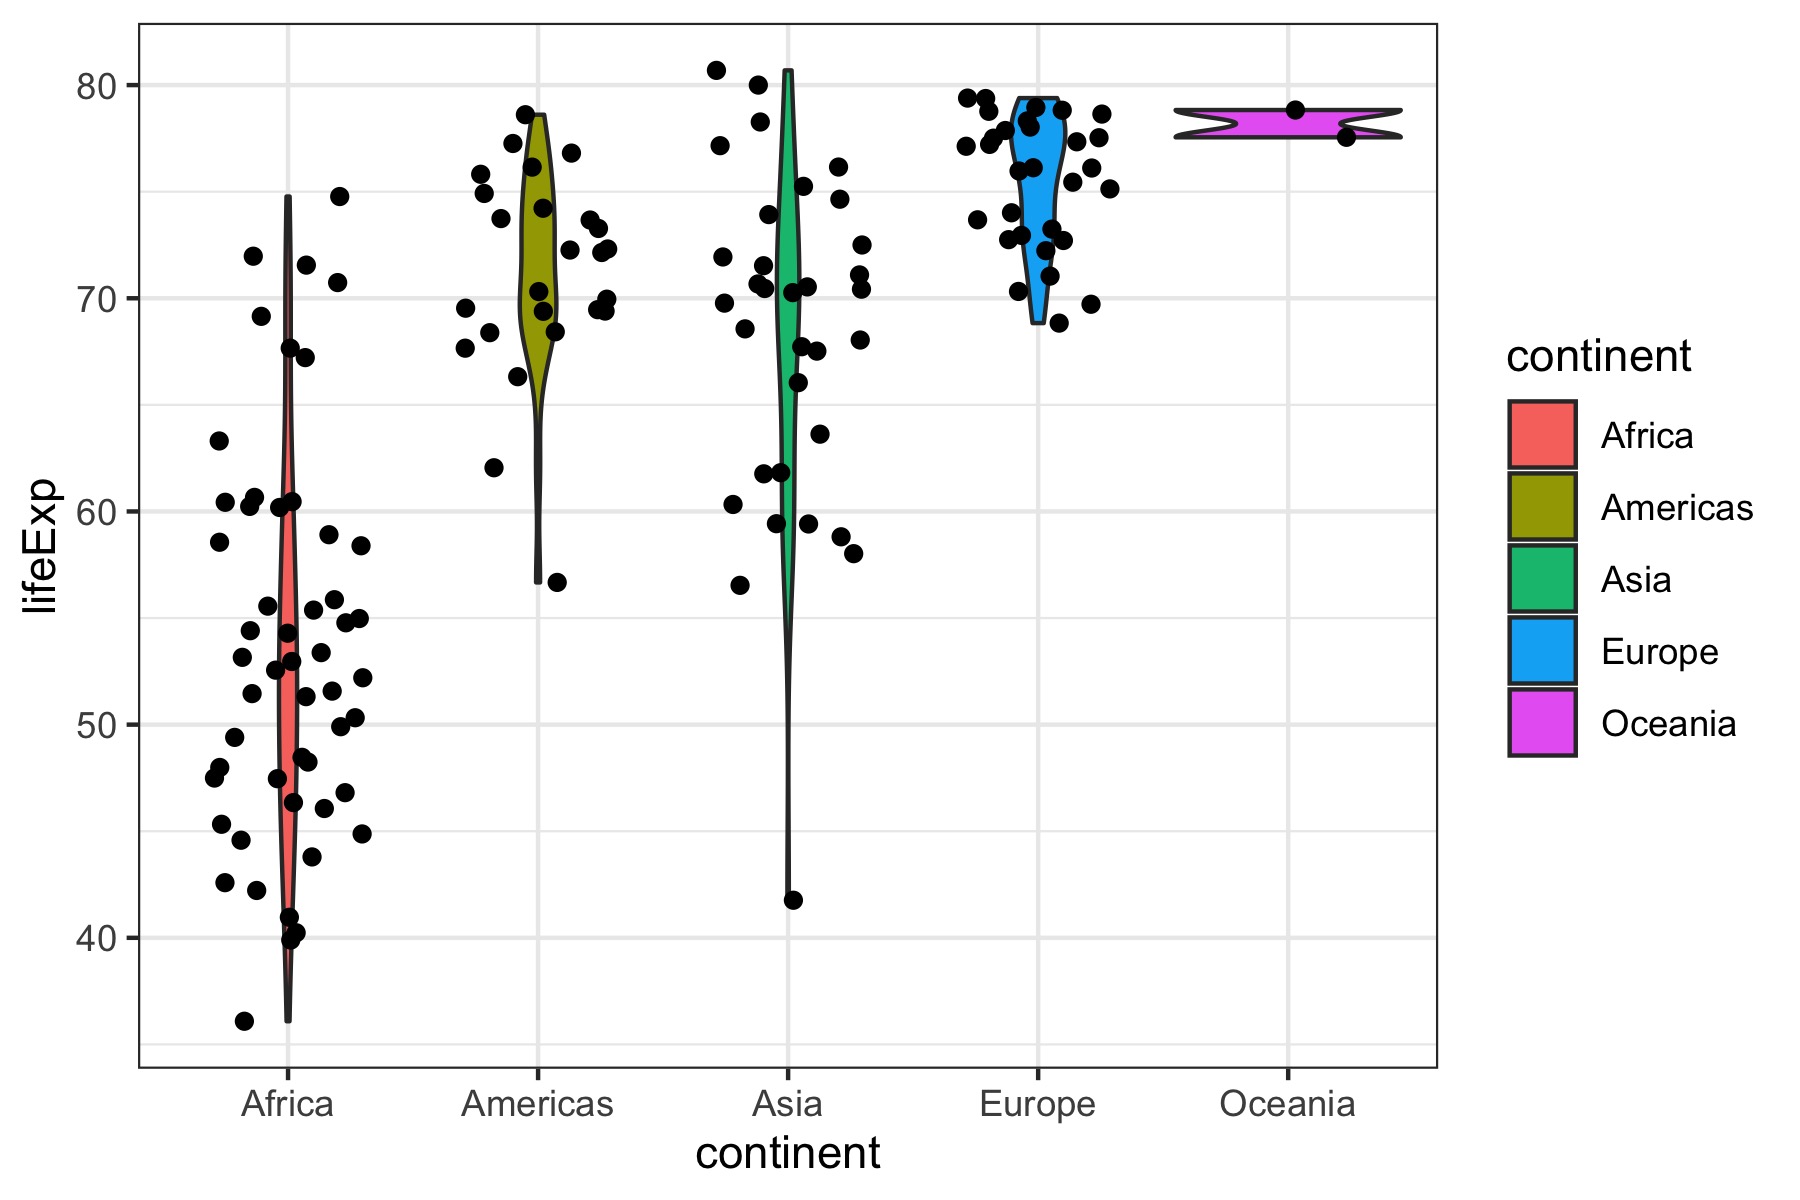 80
70
60
50
40
lifeExp
Africa
Americas
Asia
Europe
Oceania
continent
continent
Africa
Americas
Asia
Europe
Oceania